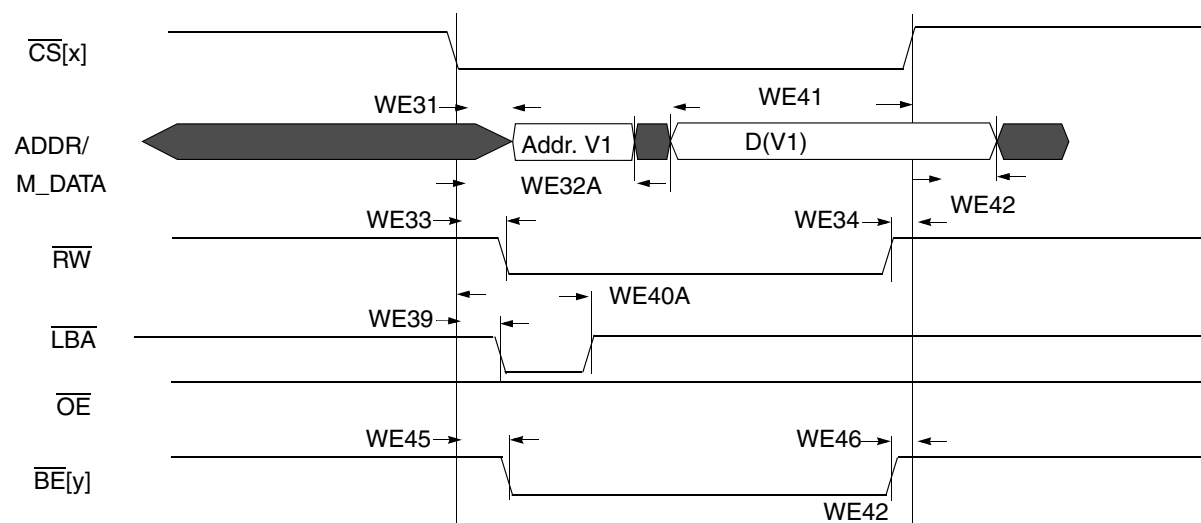 CS[x]
WE31
WE41
ADDR/
M_DATA
Addr. V1
D(V1)
WE32A
WE42
WE33
WE34
RW
WE40A
WE39
LBA
OE
WE45
WE46
BE[y]
WE42